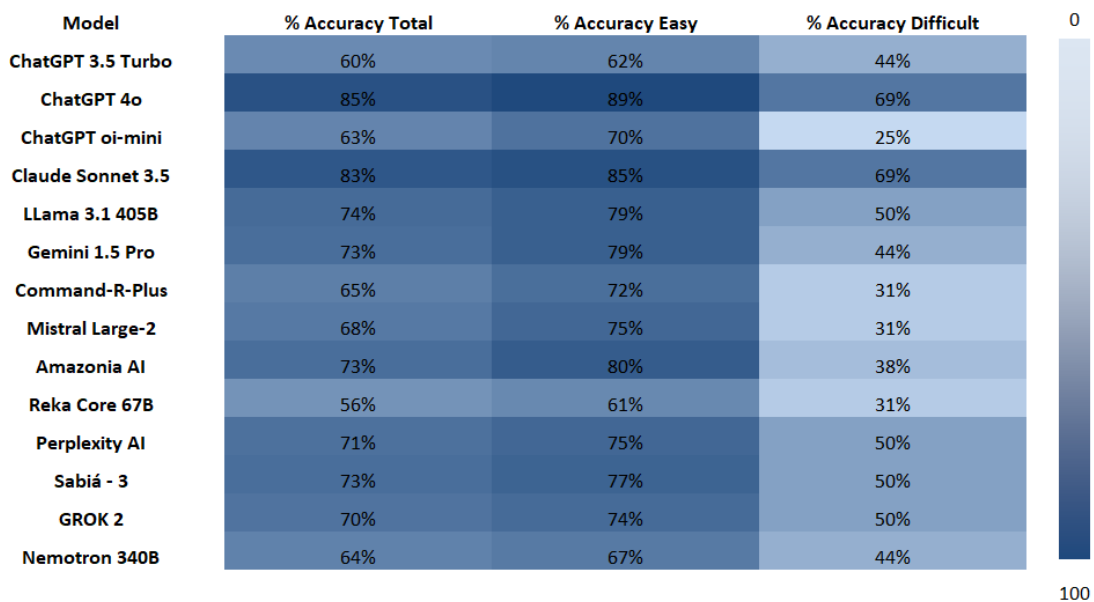 Model % Accuracy Total % Accuracy Easy % Accuracy Difficult 0
ChatGPT 3.5 Turbo 60% 62% 44%
ChatGPT 4o 85% 89% 69%
ChatGPT oi-mini 63% 70% 25%
Claude Sonnet 3.5 83% 85% 69%
LLama 3.1 405B 74% 79% 50%
Gemini 1.5 Pro 73% 79% 44%
Command-R-Plus 65% 72% 31%
Mistral Large-2 68% 75% 31%
Amazonia AI 73% 80% 38%
Reka Core 67B 56% 61% 31%
Perplexity AI 71% 75% 50%
Sabiá - 3 73% 77% 50%
GROK 2 70% 74% 50%
Nemotron 340B 64% 67% 44%
100